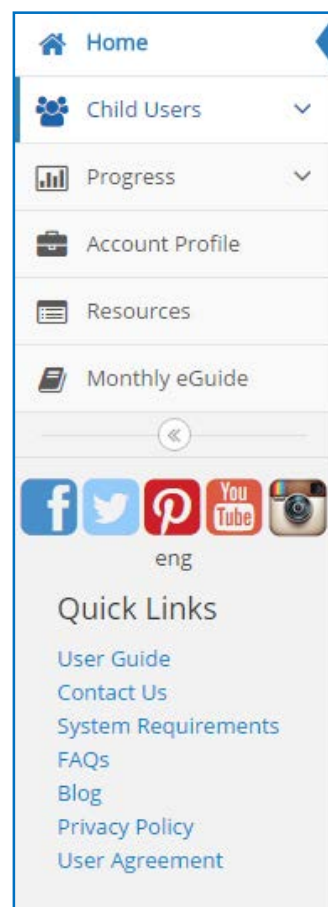 Home
Child Users
Progress
Account Profile
Resources
Monthly eGuide
You
Tube
eng
Quick Links
User Guide
Contact Us
System Requirements
FAQs
Blog
Privacy Policy
User Agreement